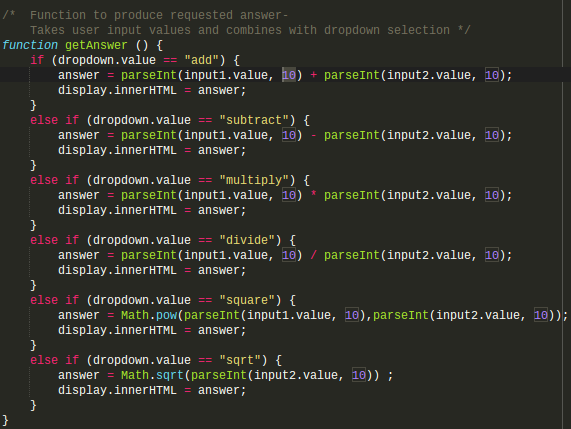 /*  Function to produce requested answer-
    Takes user input values and combines with dropdown selection */
function getAnswer () {
    if (dropdown.value == "add") {
        answer = parseInt(input1.value, 10) + parseInt(input2.value, 10);
        display.innerHTML = answer;
    }
    else if (dropdown.value == "subtract") {
        answer = parseInt(input1.value, 10) - parseInt(input2.value, 10);
        display.innerHTML = answer;
    }
    else if (dropdown.value == "multiply") {
        answer = parseInt(input1.value, 10) * parseInt(input2.value, 10);
        display.innerHTML = answer;
    }
    else if (dropdown.value == "divide") {
        answer = parseInt(input1.value, 10) / parseInt(input2.value, 10);
        display.innerHTML = answer;
    }
    else if (dropdown.value == "square") {
        answer = Math.pow(parseInt(input1.value, 10),parseInt(input2.value, 10));
        display.innerHTML = answer;
    }
    else if (dropdown.value == "sqrt") {
        answer = Math.sqrt(parseInt(input2.value, 10)) ;
        display.innerHTML = answer;
    }
}